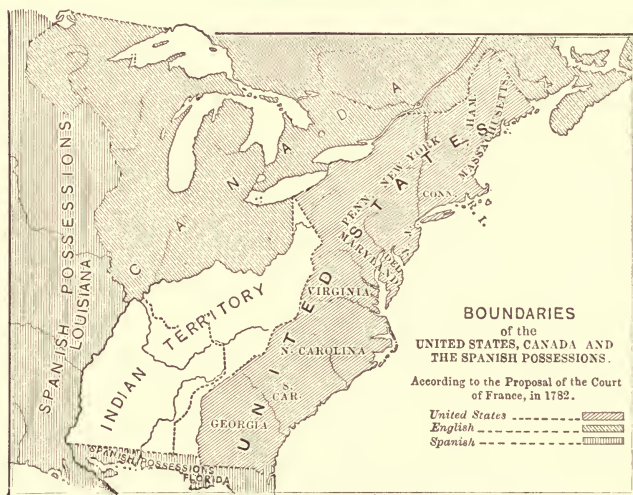 SPANISH POSSESSIONS
LOUISIANA
CANADA
INDIAN TERRITORY
UNITED STATES
HAM
MASSACHUSETTS
NEW YORK
CONN.
R. I.
PENN
N. J.
MARYLAND
DEL
VIRGINIA
N. CAROLINA
S. CAR.
GEORGIA
SPANISH POSSESSIONS
FLORIDA
BOUNDARIES
of the
UNITED STATES, CANADA AND
THE SPANISH POSSESSIONS.
According to the Proposal of the Court
of France, in 1782.
United States
English
Spanish